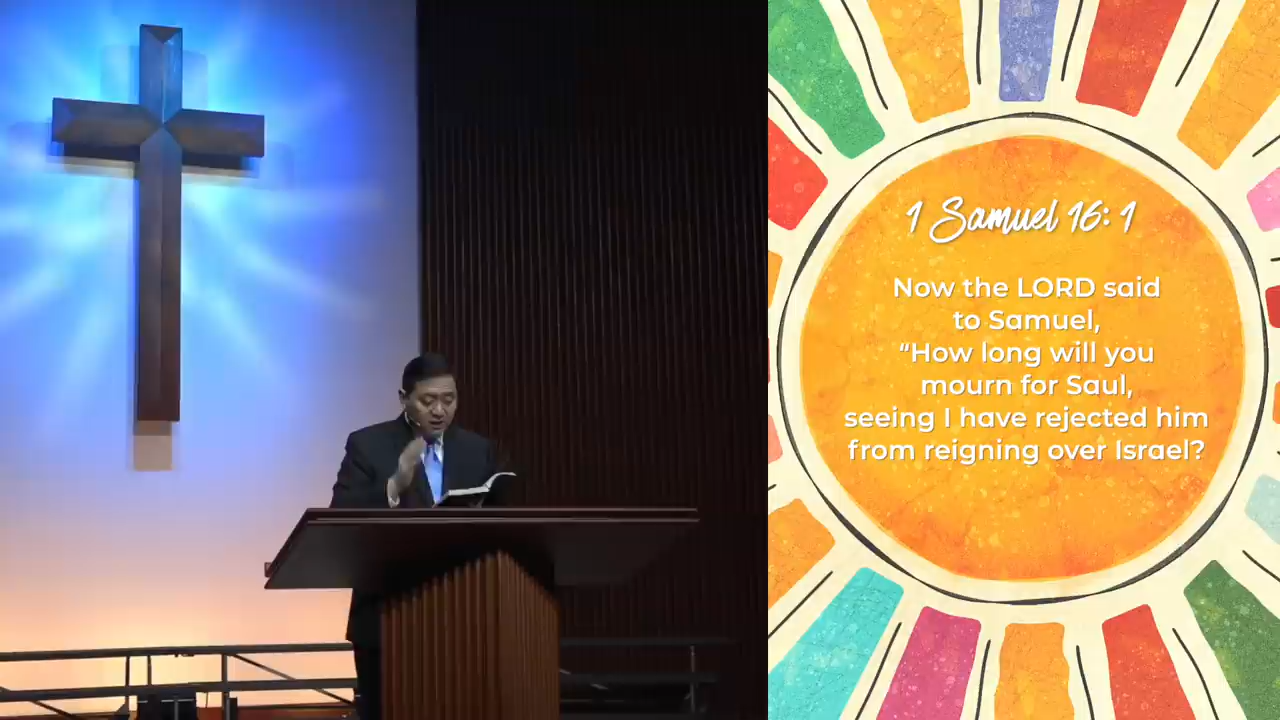 1 Samuel 16: 1
Now the LORD said
to Samuel,
“How long will you
mourn for Saul,
seeing I have rejected him
from reigning over Israel?